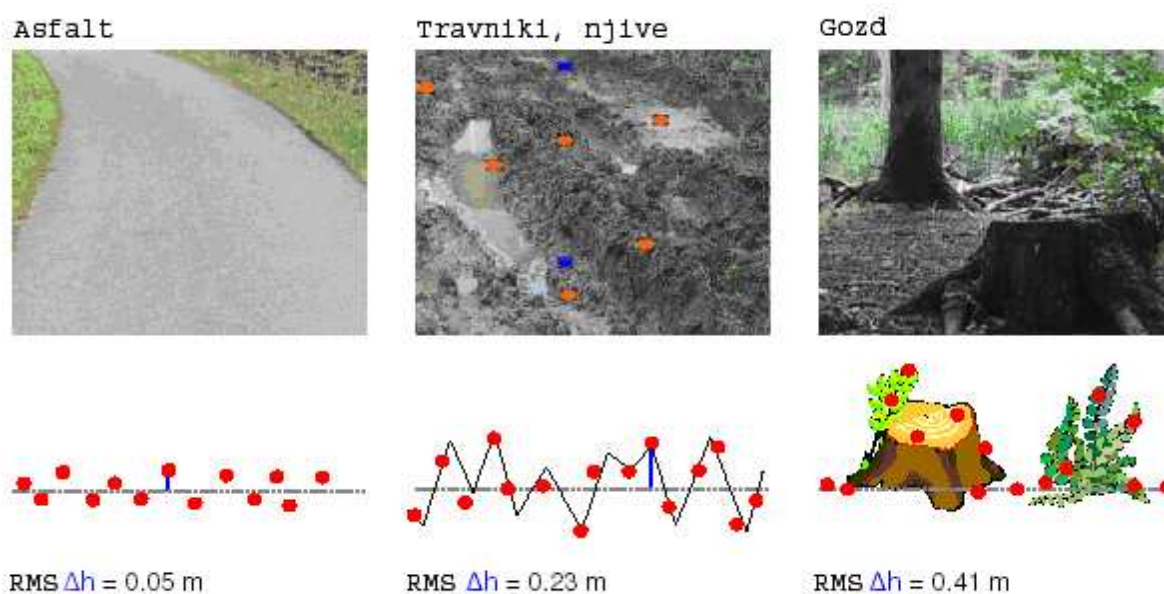 Asfalt
Travniki, njive
Gozd
RMS Δh = 0.05 m
RMS Δh = 0.23 m
RMS Δh = 0.41 m